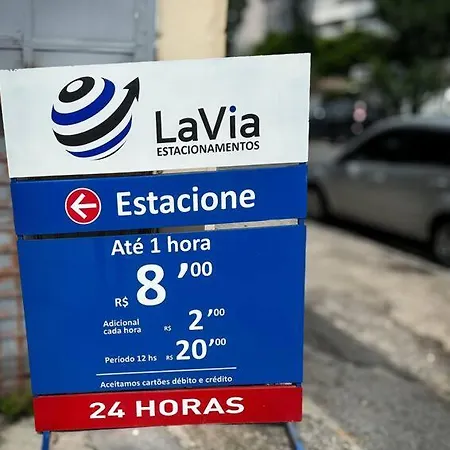 LaVia
ESTACIONAMENTOS
Estacione
Até 1 hora
R$ 8,'00
Adicional
cada hora R$ 2,'00
Período 12 hs R$ 20,'00
Aceitamos cartões débito e crédito
24 HORAS